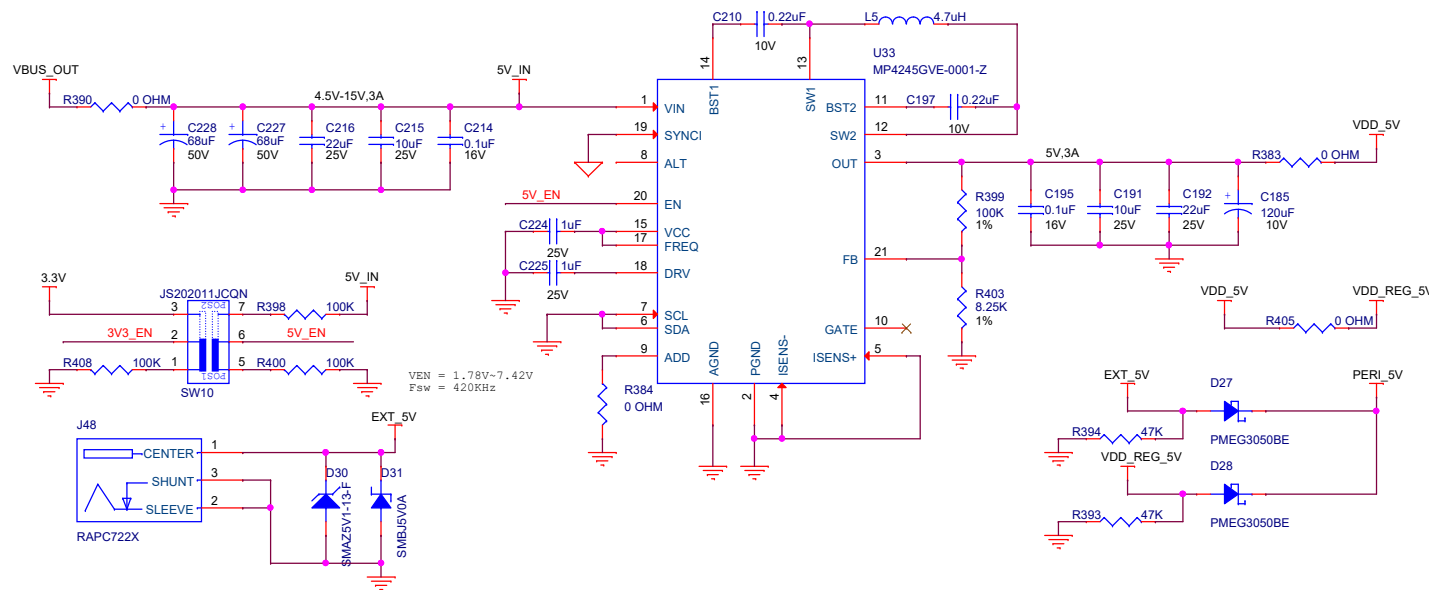 C210
0.22uF
10V
L5
4.7uH
U33
MP4245GVE-0001-Z
14
13
BST1
SW1
VBUS_OUT
R390
0 OHM
4.5V-15V,3A
5V_IN
+
C228
68uF
50V
+
C227
68uF
50V
C216
22uF
25V
C215
10uF
25V
C214
0.1uF
16V
1
VIN
19
SYNCI
8
ALT
5V_EN
20
EN
C224
1uF
25V
15
VCC
17
FREQ
C225
1uF
25V
18
DRV
7
SCL
6
SDA
9
ADD
R384
0 OHM
AGND
PGND
ISENS-
16
2
4
BST2
11
C197
0.22uF
10V
SW2
12
OUT
3
5V,3A
R383
0 OHM
VDD_5V
R399
100K
1%
C195
0.1uF
16V
C191
10uF
25V
C192
22uF
25V
+
C185
120uF
10V
FB
21
R403
8.25K
1%
GATE
10
ISENS+
5
3.3V
JS202011JCQN
5V_IN
3
POS2
7
R398
100K
3V3_EN
2
6
5V_EN
R408
100K
1
POS1
5
R400
100K
SW10
VEN = 1.78V~7.42V
Fsw = 420KHz
J48
CENTER
1
SHUNT
3
SLEEVE
2
RAPC722X
EXT_5V
D30
SMAZ5V1-13-F
D31
SMBJ5V0A
VDD_5V
VDD_REG_5V
R405
0 OHM
EXT_5V
D27
PERI_5V
R394
47K
PMEG3050BE
VDD_REG_5V
D28
R393
47K
PMEG3050BE